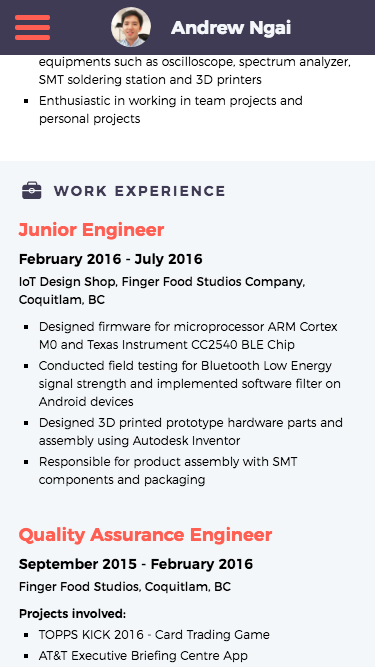 Andrew Ngai
equipments such as oscilloscope, spectrum analyzer,
SMT soldering station and 3D printers
Enthusiastic in working in team projects and
personal projects
WORK EXPERIENCE
Junior Engineer
February 2016 - July 2016
IoT Design Shop, Finger Food Studios Company,
Coquitlam, BC
Designed firmware for microprocessor ARM Cortex
M0 and Texas Instrument CC2540 BLE Chip
Conducted field testing for Bluetooth Low Energy
signal strength and implemented software filter on
Android devices
Designed 3D printed prototype hardware parts and
assembly using Autodesk Inventor
Responsible for product assembly with SMT
components and packaging
Quality Assurance Engineer
September 2015 - February 2016
Finger Food Studios, Coquitlam, BC
Projects involved:
TOPPS KICK 2016 - Card Trading Game
AT&T Executive Briefing Centre App